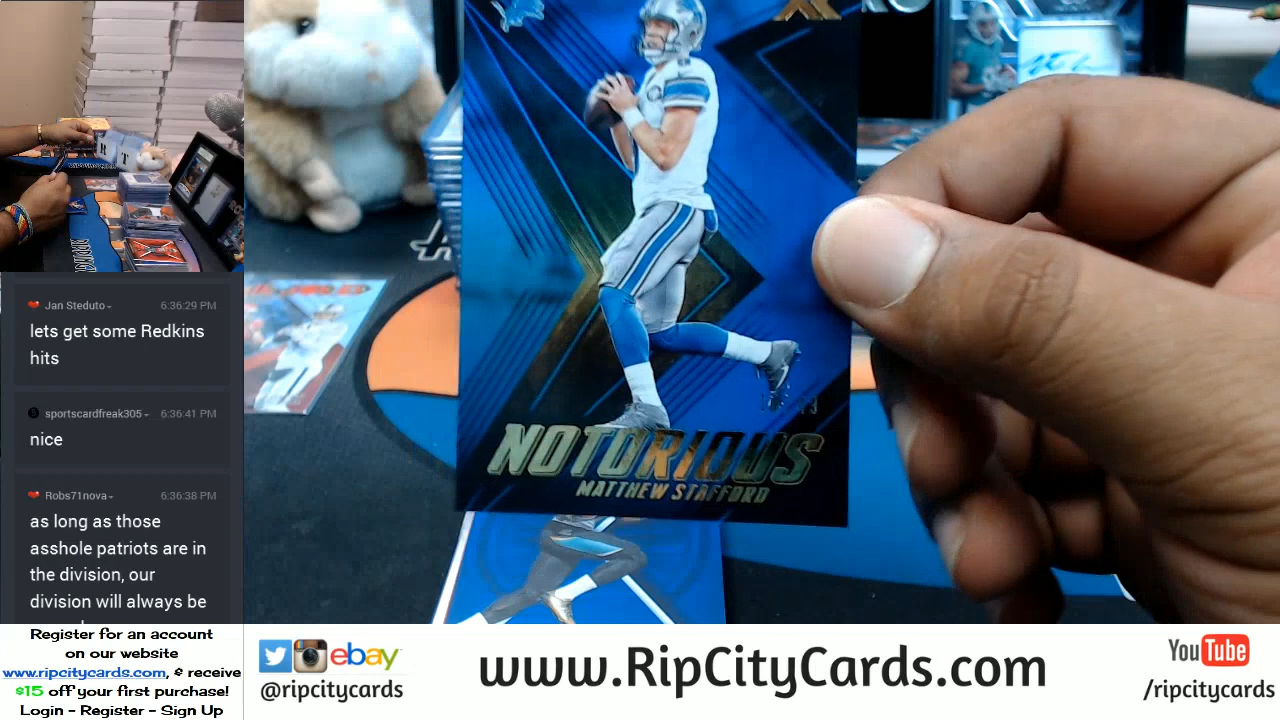 Jan Steduto 6:36:29 PM
lets get some Redkins
hits
sportscardfreak305 6:36:41 PM
nice
Robs71nova 6:36:38 PM
as long as those
asshole patriots are in
the division, our
division will always be
NOTORIOUS
MATTHEW STAFFORD
Register for an account
on our website
www.ripcitycards.com, & receive
$15 off your first purchase!
Login - Register - Sign Up
ebay
@ripcitycards
www.RipCityCards.com
YouTube
/ripcitycards